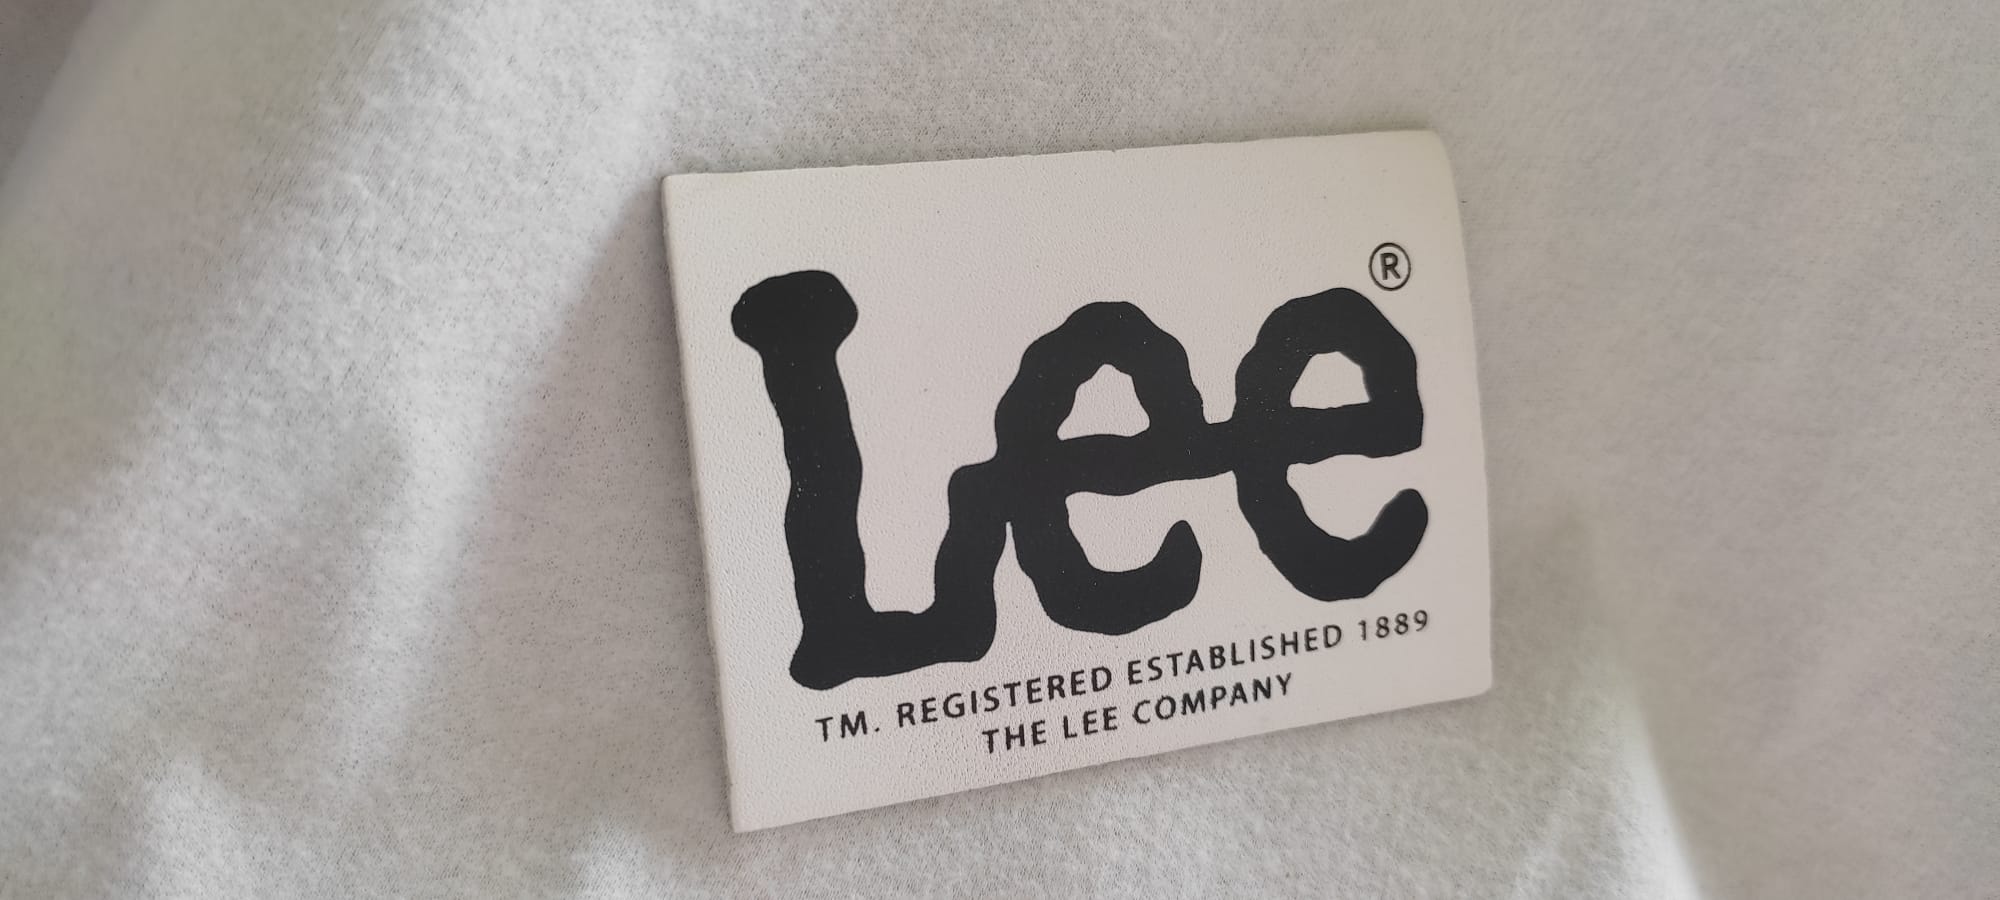 Lee®
TM. REGISTERED ESTABLISHED 1889
THE LEE COMPANY